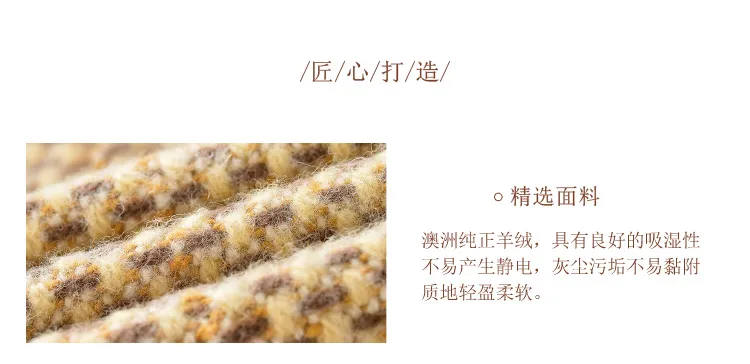 /匠/心/打/造/
精选面料
澳洲纯正羊绒，具有良好的吸湿性
不易产生静电，灰尘污垢不易黏附
质地轻盈柔软。